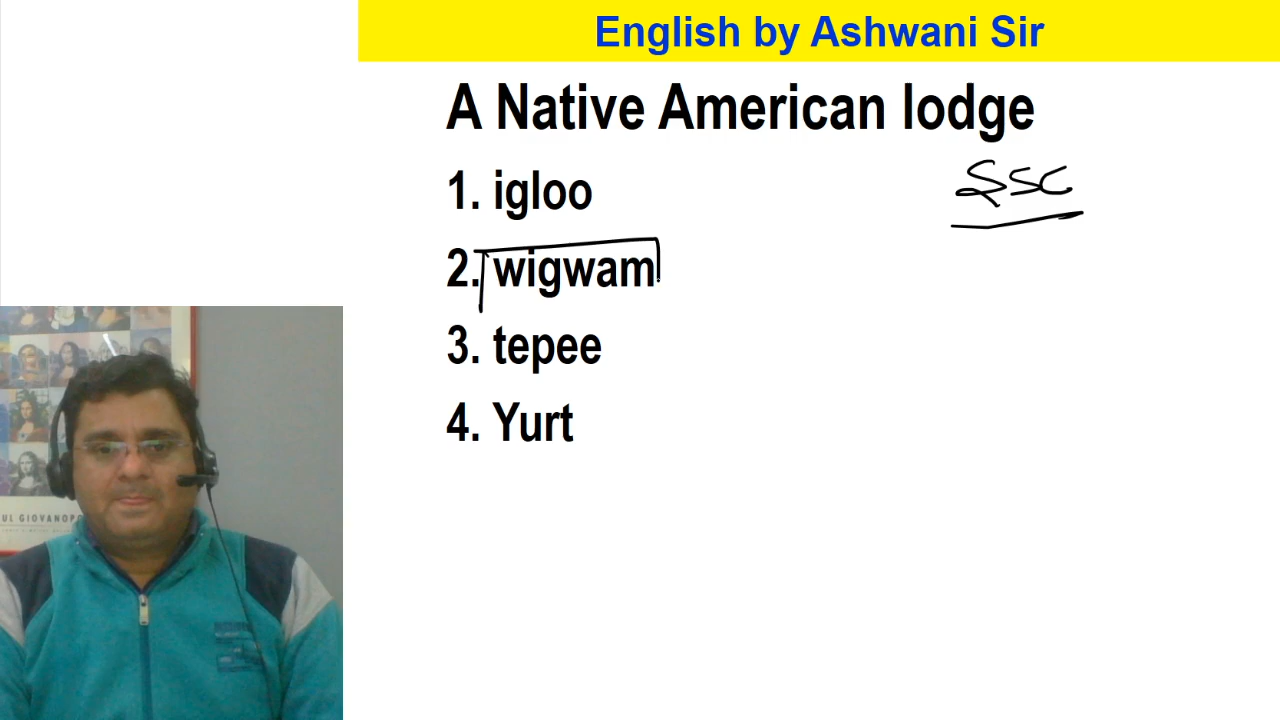 English by Ashwani Sir
A Native American lodge
1. igloo
SSC
2. wigwam
3. tepee
4. Yurt
UL GIOVANOP